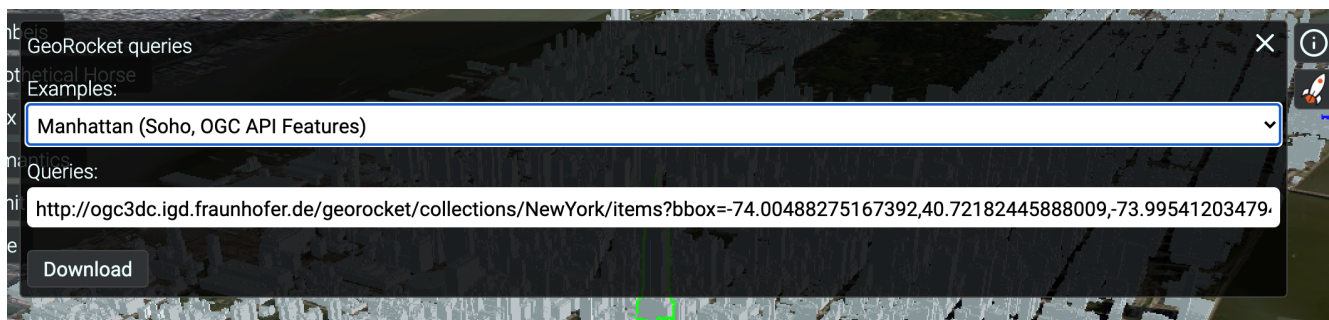 GeoRocket queries
Examples:
Manhattan (Soho, OGC API Features)
Queries:
http://ogc3dc.igd.fraunhofer.de/georocket/collections/NewYork/items?bbox=-74.00488275167392,40.72182445888009,-73.99541203479
Download